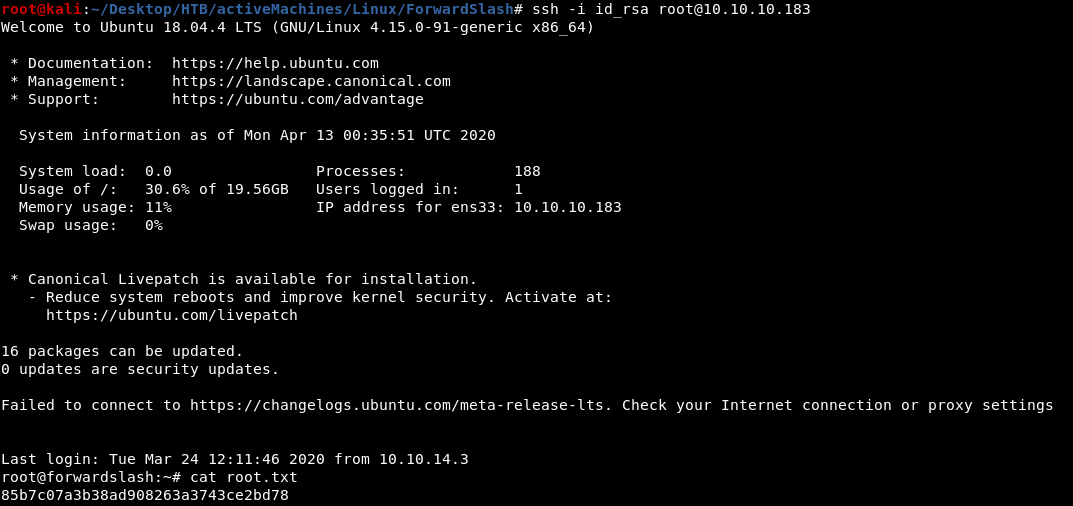 root@kali:~/Desktop/HTB/activeMachines/Linux/ForwardSlash# ssh -i id_rsa root@10.10.10.183
Welcome to Ubuntu 18.04.4 LTS (GNU/Linux 4.15.0-91-generic x86_64)

 * Documentation:  https://help.ubuntu.com
 * Management:     https://landscape.canonical.com
 * Support:        https://ubuntu.com/advantage

  System information as of Mon Apr 13 00:35:51 UTC 2020

  System load:  0.0                Processes:           188
  Usage of /:   30.6% of 19.56GB   Users logged in:      1
  Memory usage: 11%                IP address for ens33: 10.10.10.183
  Swap usage:   0%

 * Canonical Livepatch is available for installation.
   - Reduce system reboots and improve kernel security. Activate at:
     https://ubuntu.com/livepatch

16 packages can be updated.
0 updates are security updates.

Failed to connect to https://changelogs.ubuntu.com/meta-release-lts. Check your Internet connection or proxy settings

Last login: Tue Mar 24 12:11:46 2020 from 10.10.14.3
root@forwardslash:~# cat root.txt
85b7c07a3b38ad908263a3743ce2bd78